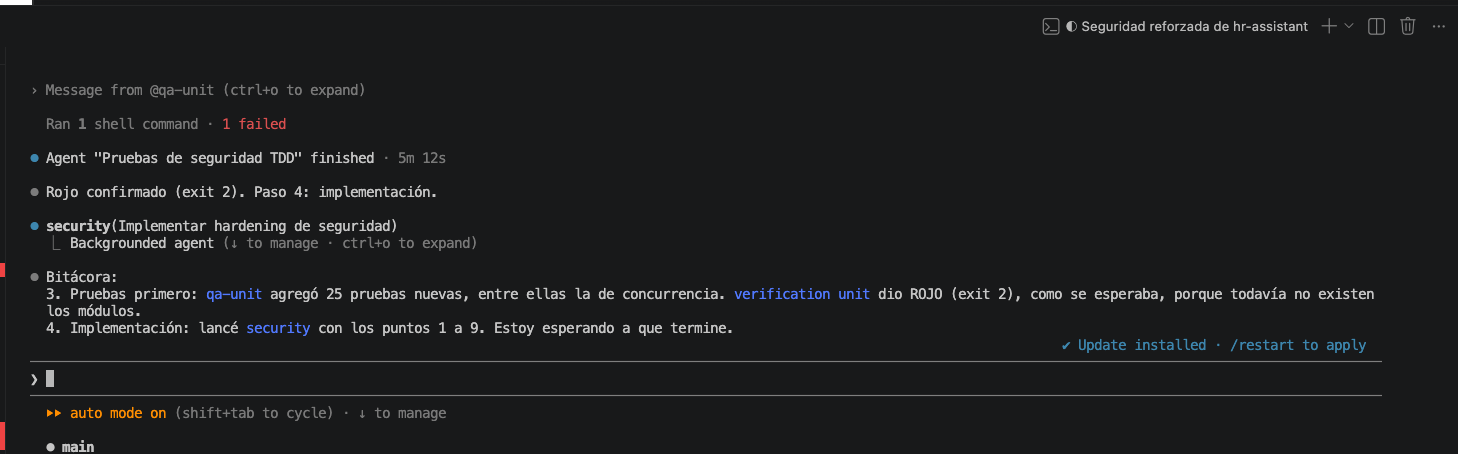 Seguridad reforzada de hr-assistant
› Message from @qa-unit (ctrl+o to expand)
Ran 1 shell command · 1 failed
● Agent "Pruebas de seguridad TDD" finished · 5m 12s
● Rojo confirmado (exit 2). Paso 4: implementación.
● security(Implementar hardening de seguridad)
⎿ Backgrounded agent (↓ to manage · ctrl+o to expand)
● Bitácora:
3. Pruebas primero: qa-unit agregó 25 pruebas nuevas, entre ellas la de concurrencia. verification unit dio ROJO (exit 2), como se esperaba, porque todavía no existen
los módulos.
4. Implementación: lancé security con los puntos 1 a 9. Estoy esperando a que termine.
✔ Update installed · /restart to apply
❯
⏵⏵ auto mode on (shift+tab to cycle) · ↓ to manage
● main